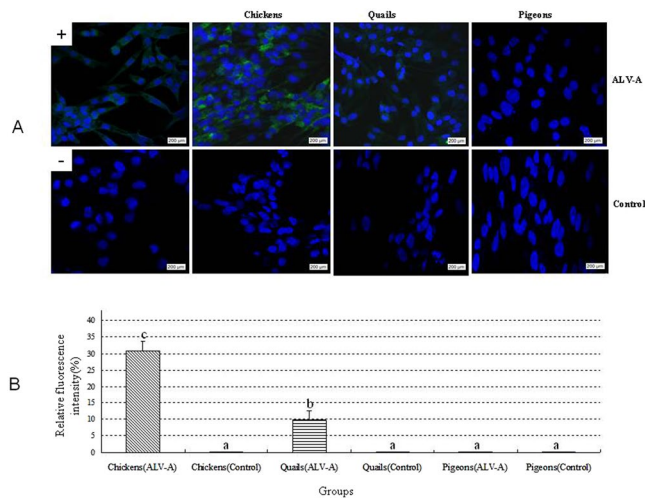 Chickens Quails Pigeons
+
ALV-A
200 µm 200 µm 200 µm 200 µm
A
-
Control
200 µm 200 µm 200 µm 200 µm
B
Relative fluorescence
intensity(%)
40
35
30
25
20
15
10
5
0
c
a
b
a
a
a
Chickens(ALV-A) Chickens(Control) Quails(ALV-A) Quails(Control) Pigeons(ALV-A) Pigeons(Control)
Groups